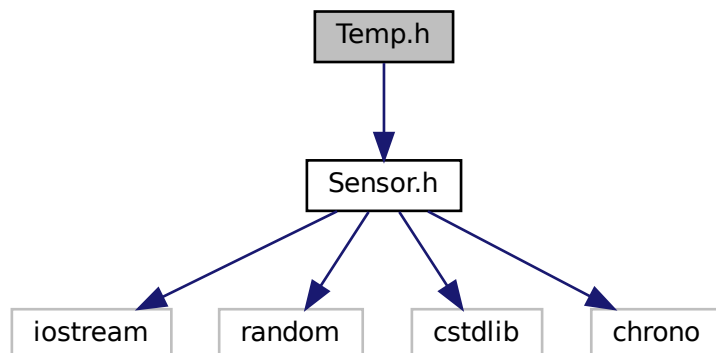 Temp.h
Sensor.h
iostream
random
cstdlib
chrono